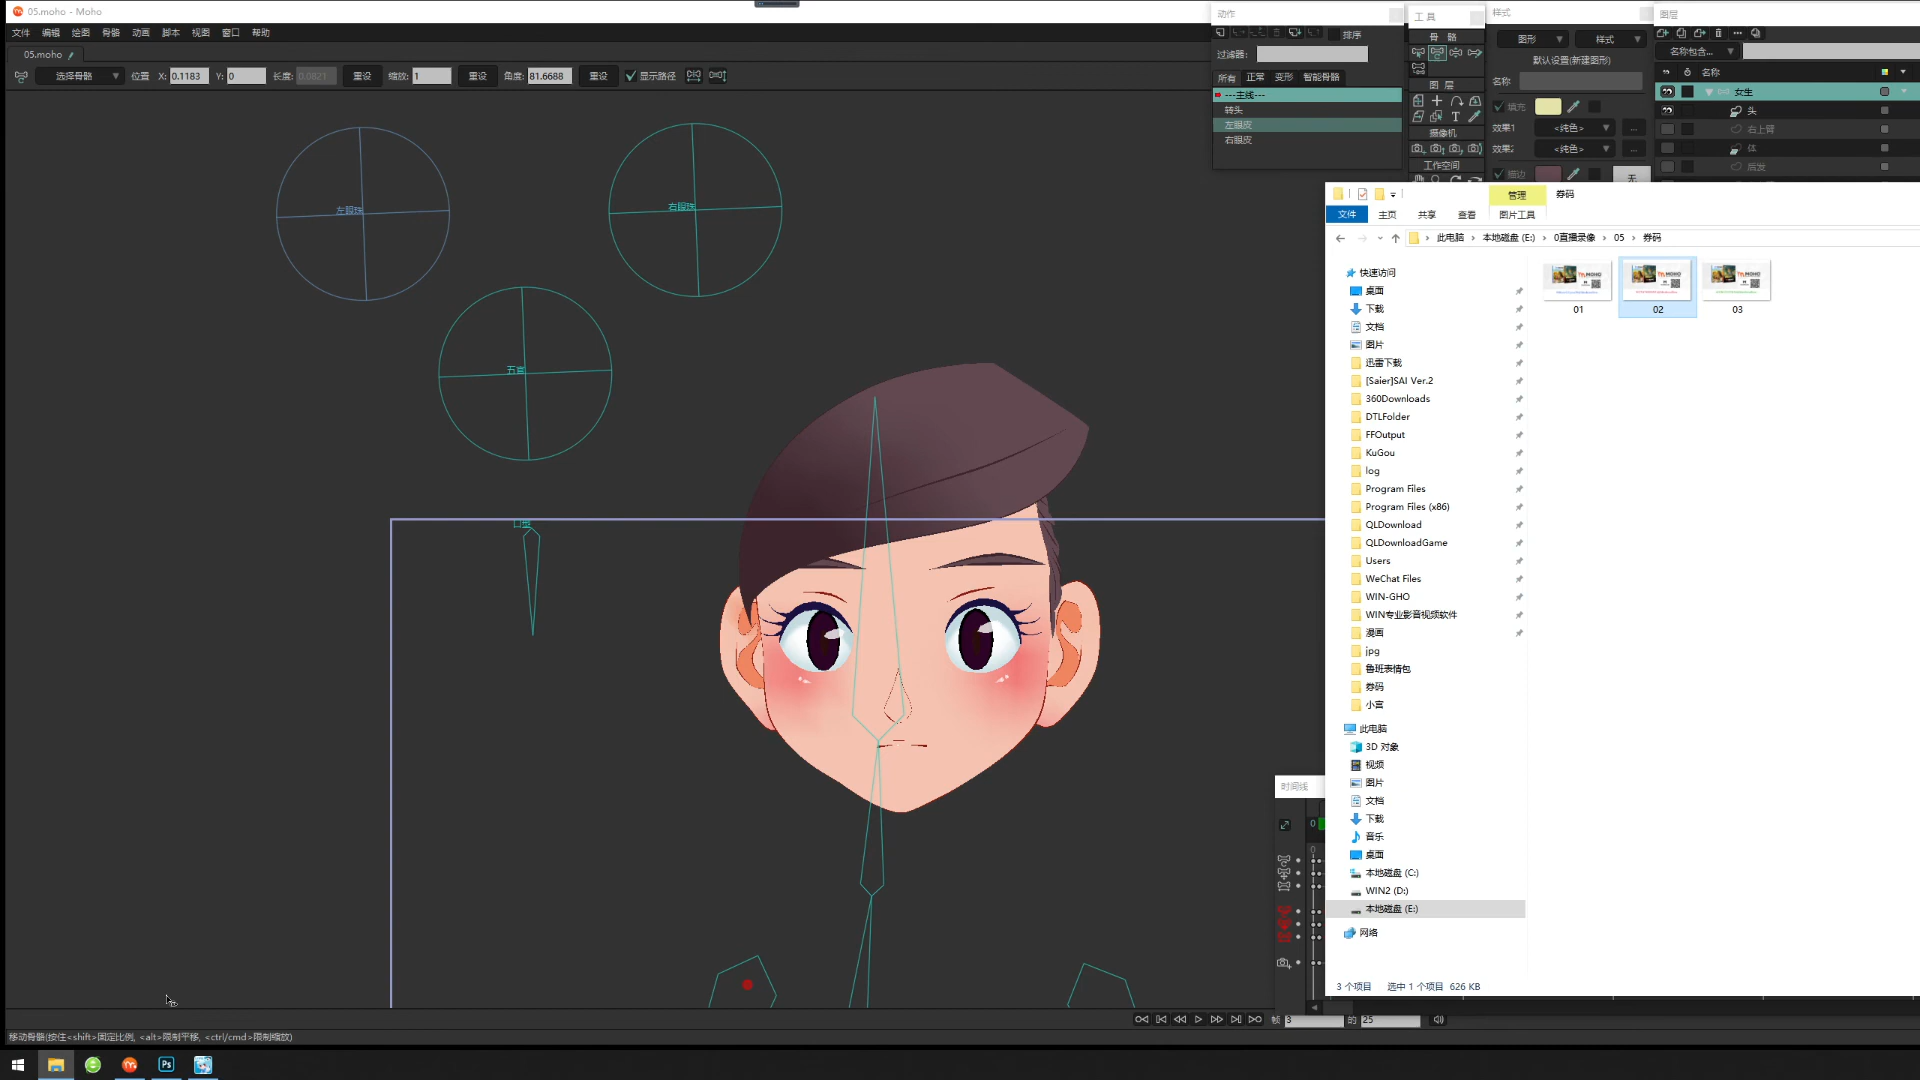 05.moho - Moho
文件 编辑 绘图 骨骼 动画 脚本 视图 窗口 帮助
05.moho
选择骨骼 位置 X: 0.1183 Y: 0 长度: 0.0821 重设 缩放: 1 重设 角度: 81.6688 重设 显示路径
左眼珠
右眼珠
五官
口型
动作
排序
过滤器:
所有 正常 变形 智能骨骼
---主线---
转头
左眼皮
右眼皮
工具
骨 骼
图 层
T
摄像机
工作空间
样式
图形 样式
默认设置(新建图形)
名称
填充
效果1 <纯色> ...
效果2 <纯色> ...
描边
无
图层
名称包含...
名称
女生
头
右上臂
体
后发
管理 券码
文件 主页 共享 查看 图片工具
此电脑 本地磁盘 (E:) 0直播录像 05 券码
快速访问
桌面
下载
文档
图片
迅雷下载
[Saier]SAI Ver.2
360Downloads
DTLFolder
FFOutput
KuGou
log
Program Files
Program Files (x86)
QLDownload
QLDownloadGame
Users
WeChat Files
WIN-GHO
WIN专业影音视频软件
漫画
jpg
鲁班表情包
券码
小宫
此电脑
3D 对象
视频
图片
文档
下载
音乐
桌面
本地磁盘 (C:)
WIN2 (D:)
本地磁盘 (E:)
网络
MOHO MOHO MOHO
01 02 03
3 个项目 选中 1 个项目 626 KB
时间线
0
0
帧 3 的 25
移动骨骼(按住<shift>固定比例, <alt>限制平移, <ctrl/cmd>限制缩放)
Ps